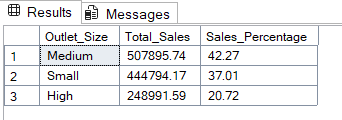 Results Messages
Outlet_Size Total_Sales Sales_Percentage
1 Medium 507895.74 42.27
2 Small 444794.17 37.01
3 High 248991.59 20.72